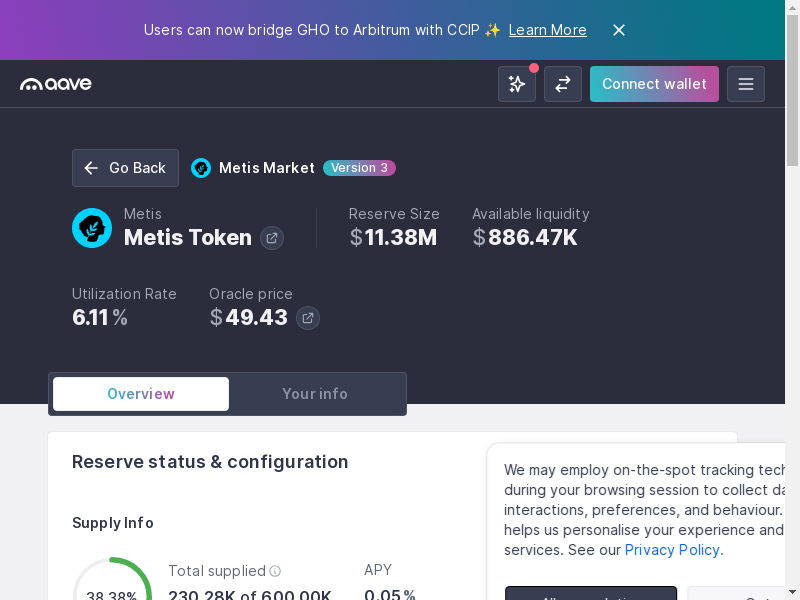 Users can now bridge GHO to Arbitrum with CCIP ✨ Learn More
aave
Connect wallet
Go Back
Metis Market
Version 3
Metis
Metis Token
Reserve Size
$11.38M
Available liquidity
$886.47K
Utilization Rate
6.11%
Oracle price
$49.43
Overview
Your info
Reserve status & configuration
We may employ on-the-spot tracking
during your browsing session to collect
interactions, preferences, and behaviour.
helps us personalise your experience and
services. See our Privacy Policy.
Supply Info
38.38%
Total supplied
230.28K of 600.00K
APY
0.05%